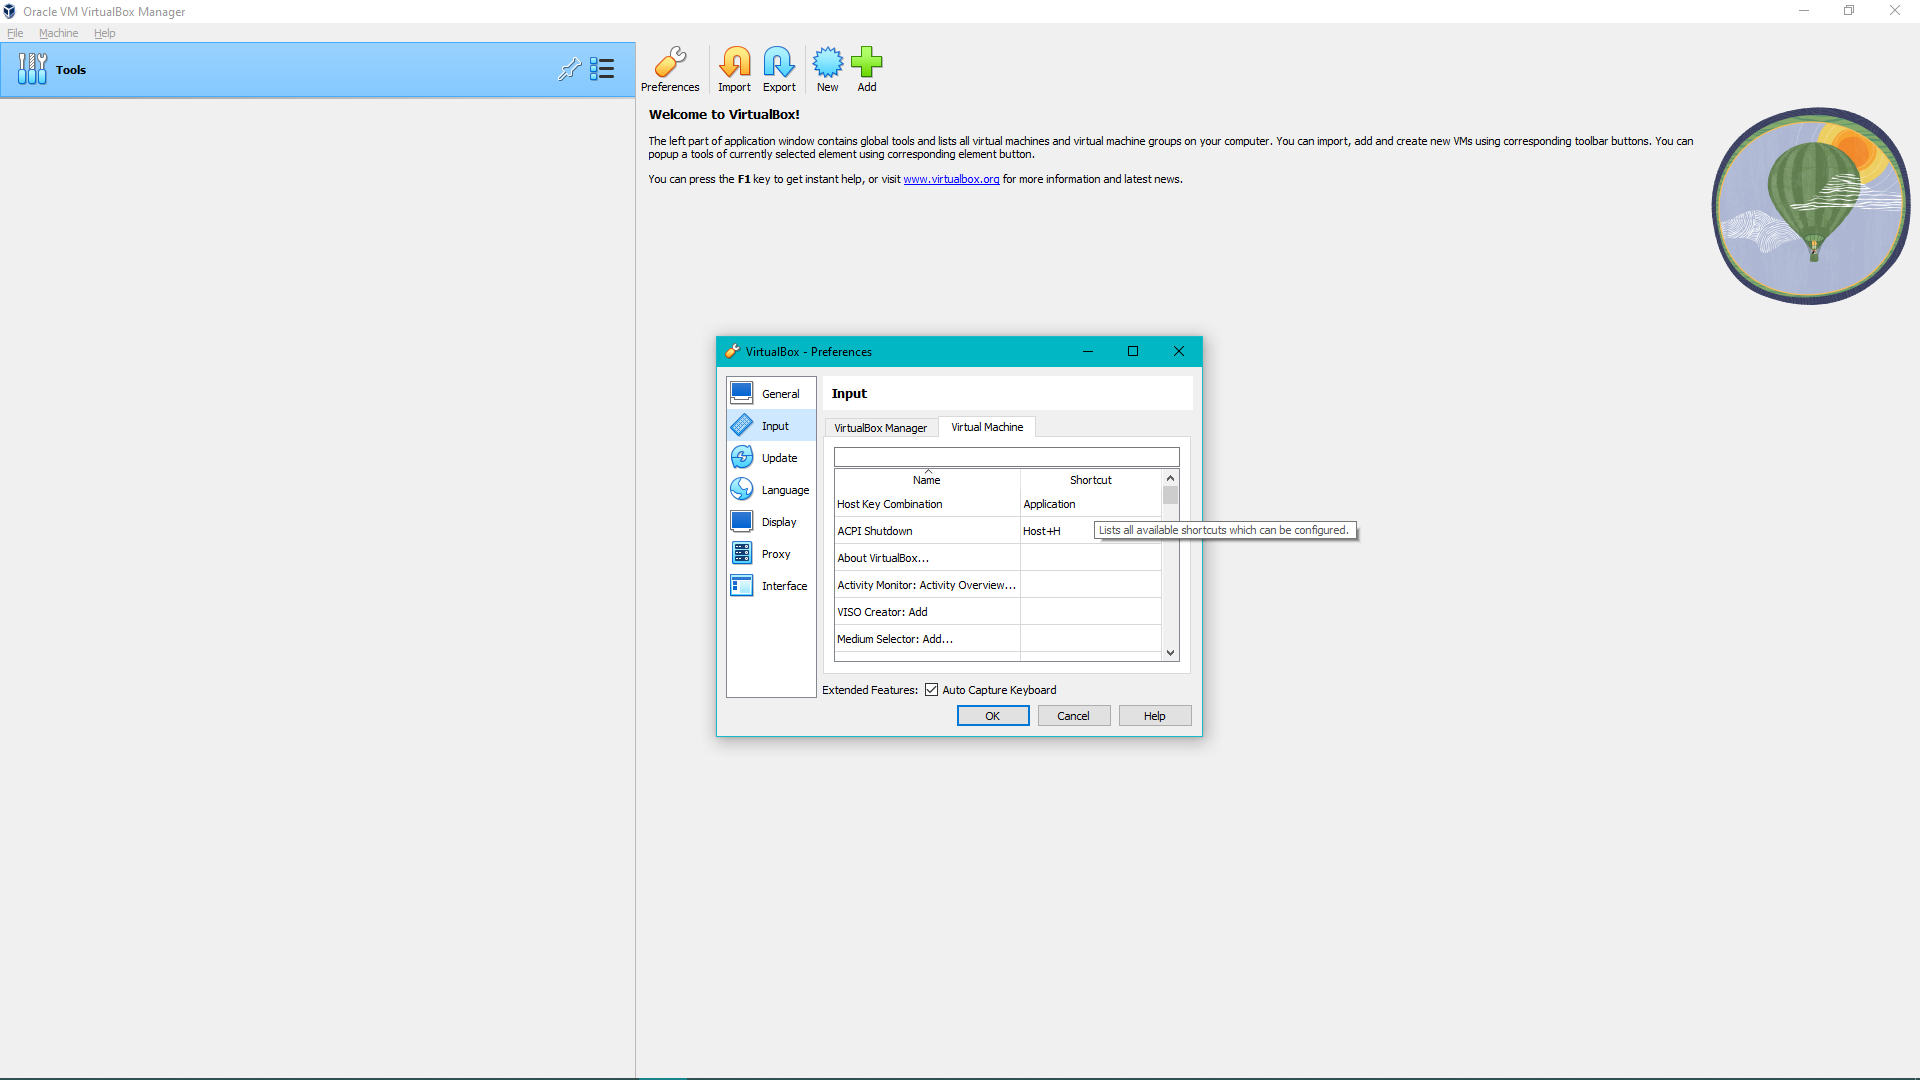 Oracle VM VirtualBox Manager
File Machine Help
Tools
Preferences Import Export New Add
Welcome to VirtualBox!
The left part of application window contains global tools and lists all virtual machines and virtual machine groups on your computer. You can import, add and create new VMs using corresponding toolbar buttons. You can
popup a tools of currently selected element using corresponding element button.
You can press the F1 key to get instant help, or visit www.virtualbox.org for more information and latest news.
VirtualBox - Preferences
General
Input
Update
Language
Display
Proxy
Interface
Input
VirtualBox Manager Virtual Machine
Name Shortcut
Host Key Combination Application
ACPI Shutdown Host+H
Lists all available shortcuts which can be configured.
About VirtualBox...
Activity Monitor: Activity Overview...
VISO Creator: Add
Medium Selector: Add...
Extended Features: Auto Capture Keyboard
OK Cancel Help